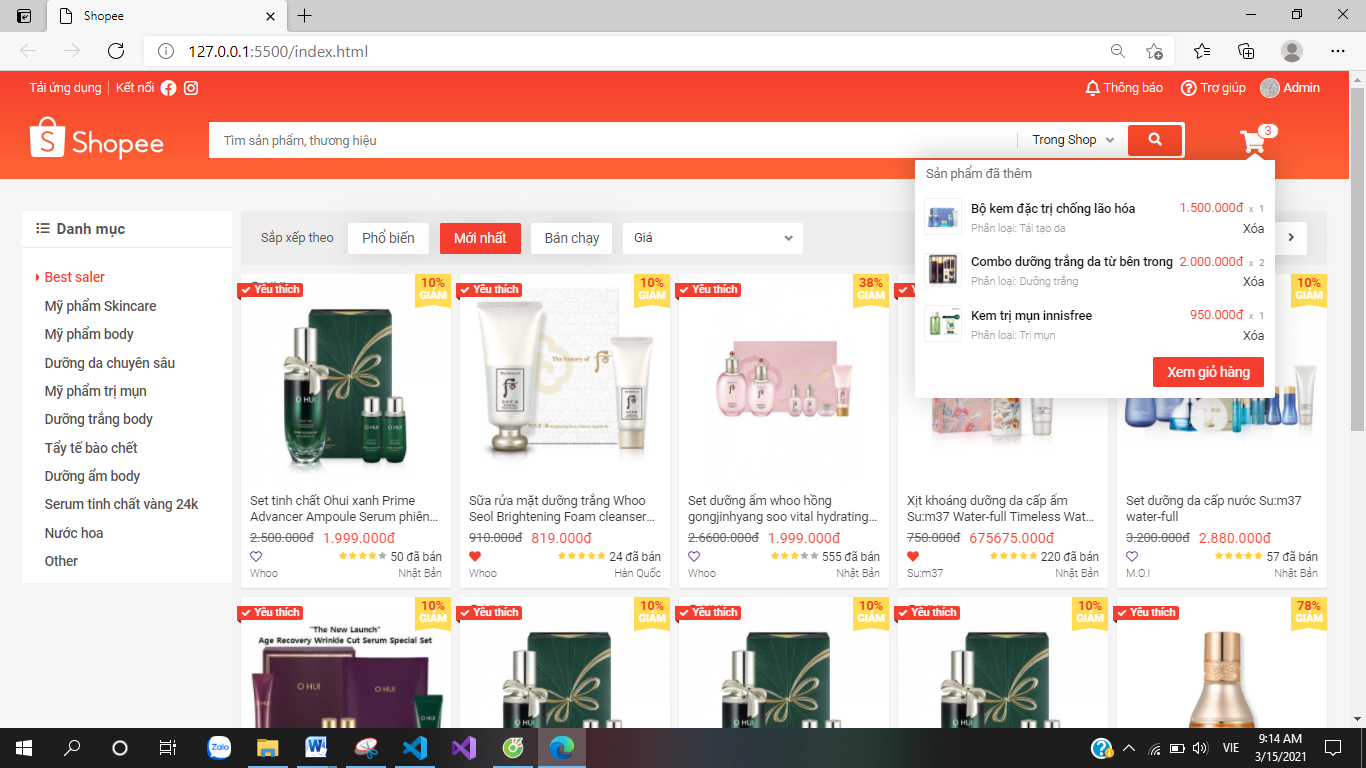 Shopee
127.0.0.1:5500/index.html
Tải ứng dụng
Kết nối
Thông báo
Trợ giúp
Admin
Shopee
Tìm sản phẩm, thương hiệu
Trong Shop
3
Sản phẩm đã thêm
Bộ kem đặc trị chống lão hóa 1.500.000đ x 1
Phân loại: Tái tạo da Xóa
Combo dưỡng trắng da từ bên trong 2.000.000đ x 2
Phân loại: Dưỡng trắng Xóa
Kem trị mụn innisfree 950.000đ x 1
Phân loại: Trị mụn Xóa
Xem giỏ hàng
Danh mục
Best saler
Mỹ phẩm Skincare
Mỹ phẩm body
Dưỡng da chuyên sâu
Mỹ phẩm trị mụn
Dưỡng trắng body
Tẩy tế bào chết
Dưỡng ẩm body
Serum tinh chất vàng 24k
Nước hoa
Other
Sắp xếp theo
Phổ biến
Mới nhất
Bán chạy
Giá
Yêu thích
10%
GIẢM
O HUI
Set tinh chất Ohui xanh Prime
Advancer Ampoule Serum phiên...
2.500.000đ 1.999.000đ
50 đã bán
Whoo Nhật Bản
Yêu thích
10%
GIẢM
The history of
Sữa rửa mặt dưỡng trắng Whoo
Seol Brightening Foam cleanser...
910.000đ 819.000đ
24 đã bán
Whoo Hàn Quốc
Yêu thích
38%
GIẢM
Set dưỡng ẩm whoo hồng
gongjinhyang soo vital hydrating...
2.6600.000đ 1.999.000đ
555 đã bán
Whoo Nhật Bản
Xịt khoáng dưỡng da cấp ẩm
Su:m37 Water-full Timeless Wat...
750.000đ 675675.000đ
220 đã bán
Su:m37 Nhật Bản
10%
GIẢM
Set dưỡng da cấp nước Su:m37
water-full
3.200.000đ 2.880.000đ
57 đã bán
M.O.I Nhật Bản
Yêu thích
10%
GIẢM
"The New Launch"
Age Recovery Wrinkle Cut Serum Special Set
O HUI
O HUI
Yêu thích
10%
GIẢM
Yêu thích
10%
GIẢM
Yêu thích
10%
GIẢM
Yêu thích
78%
GIẢM
Zalo
VIE
9:14 AM
3/15/2021